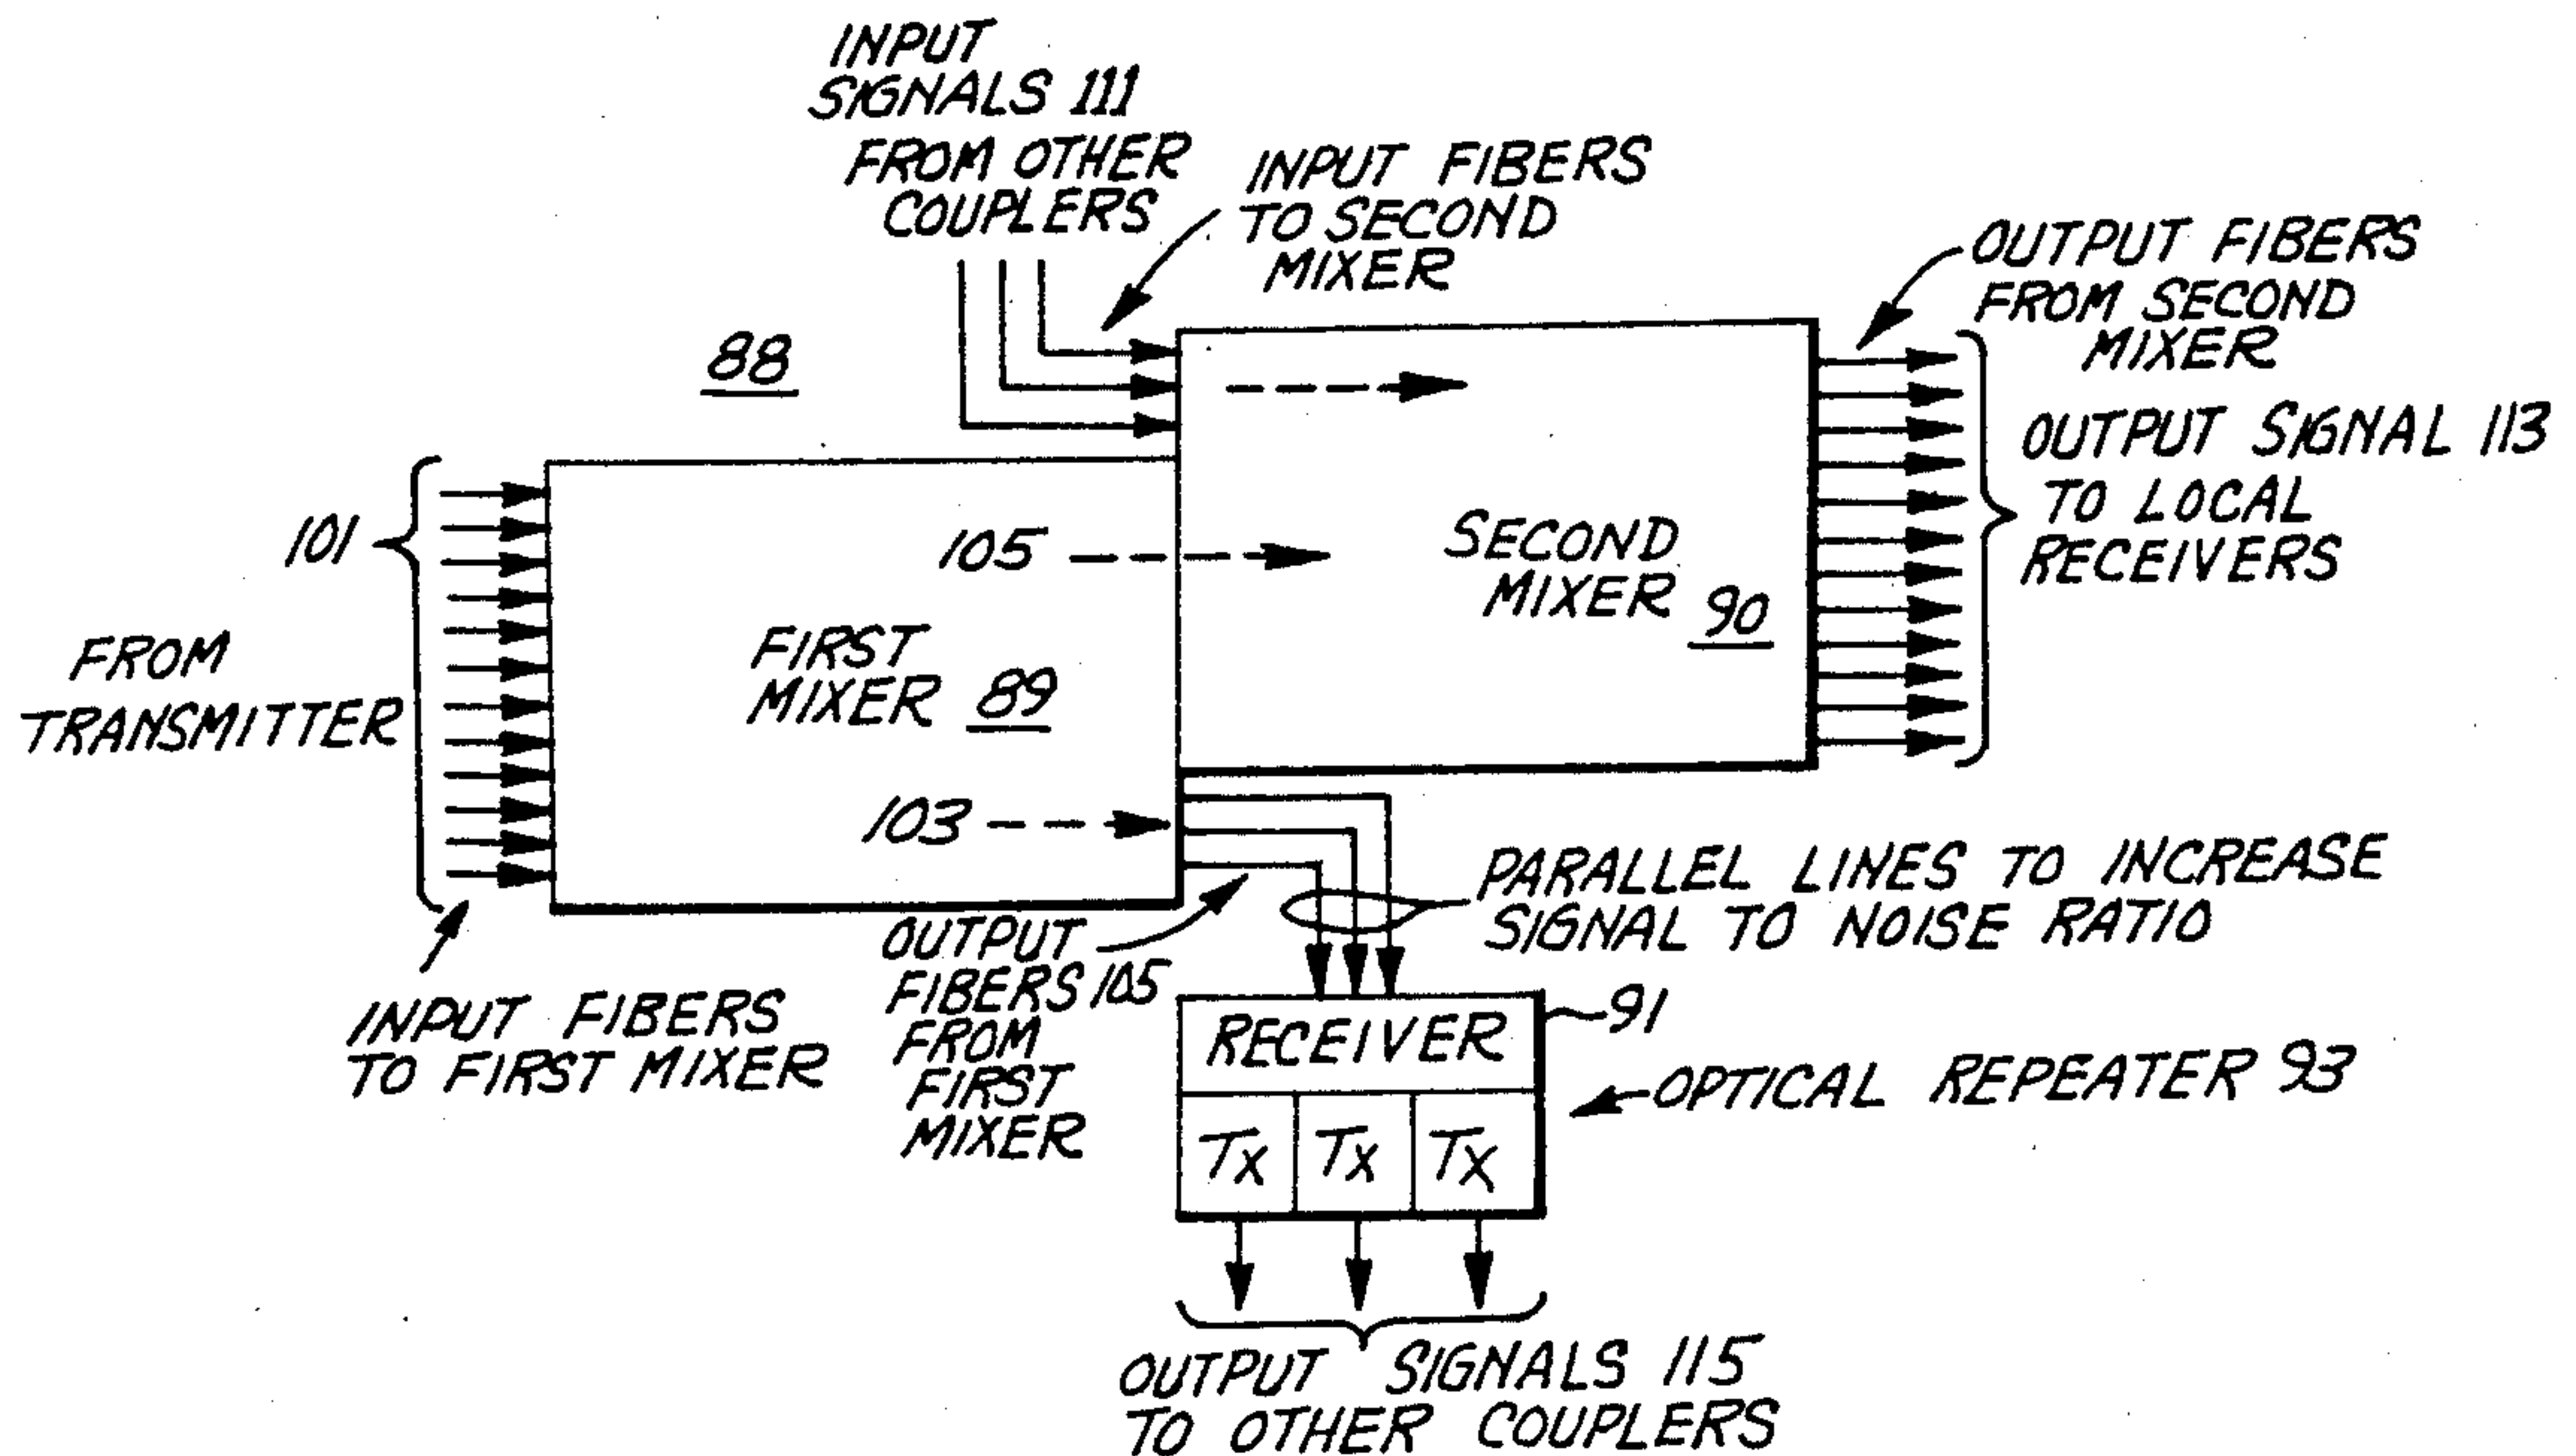 INPUT
SIGNALS 111
FROM OTHER
COUPLERS
INPUT FIBERS
TO SECOND
MIXER
OUTPUT FIBERS
FROM SECOND
MIXER
88
OUTPUT SIGNAL 113
TO LOCAL
RECEIVERS
101
105
SECOND
MIXER 90
FROM
TRANSMITTER
FIRST
MIXER 89
103
PARALLEL LINES TO INCREASE
SIGNAL TO NOISE RATIO
INPUT FIBERS
TO FIRST MIXER
OUTPUT
FIBERS 105
FROM
FIRST
MIXER
RECEIVER
91
OPTICAL REPEATER 93
Tx Tx Tx
OUTPUT SIGNALS 115
TO OTHER COUPLERS